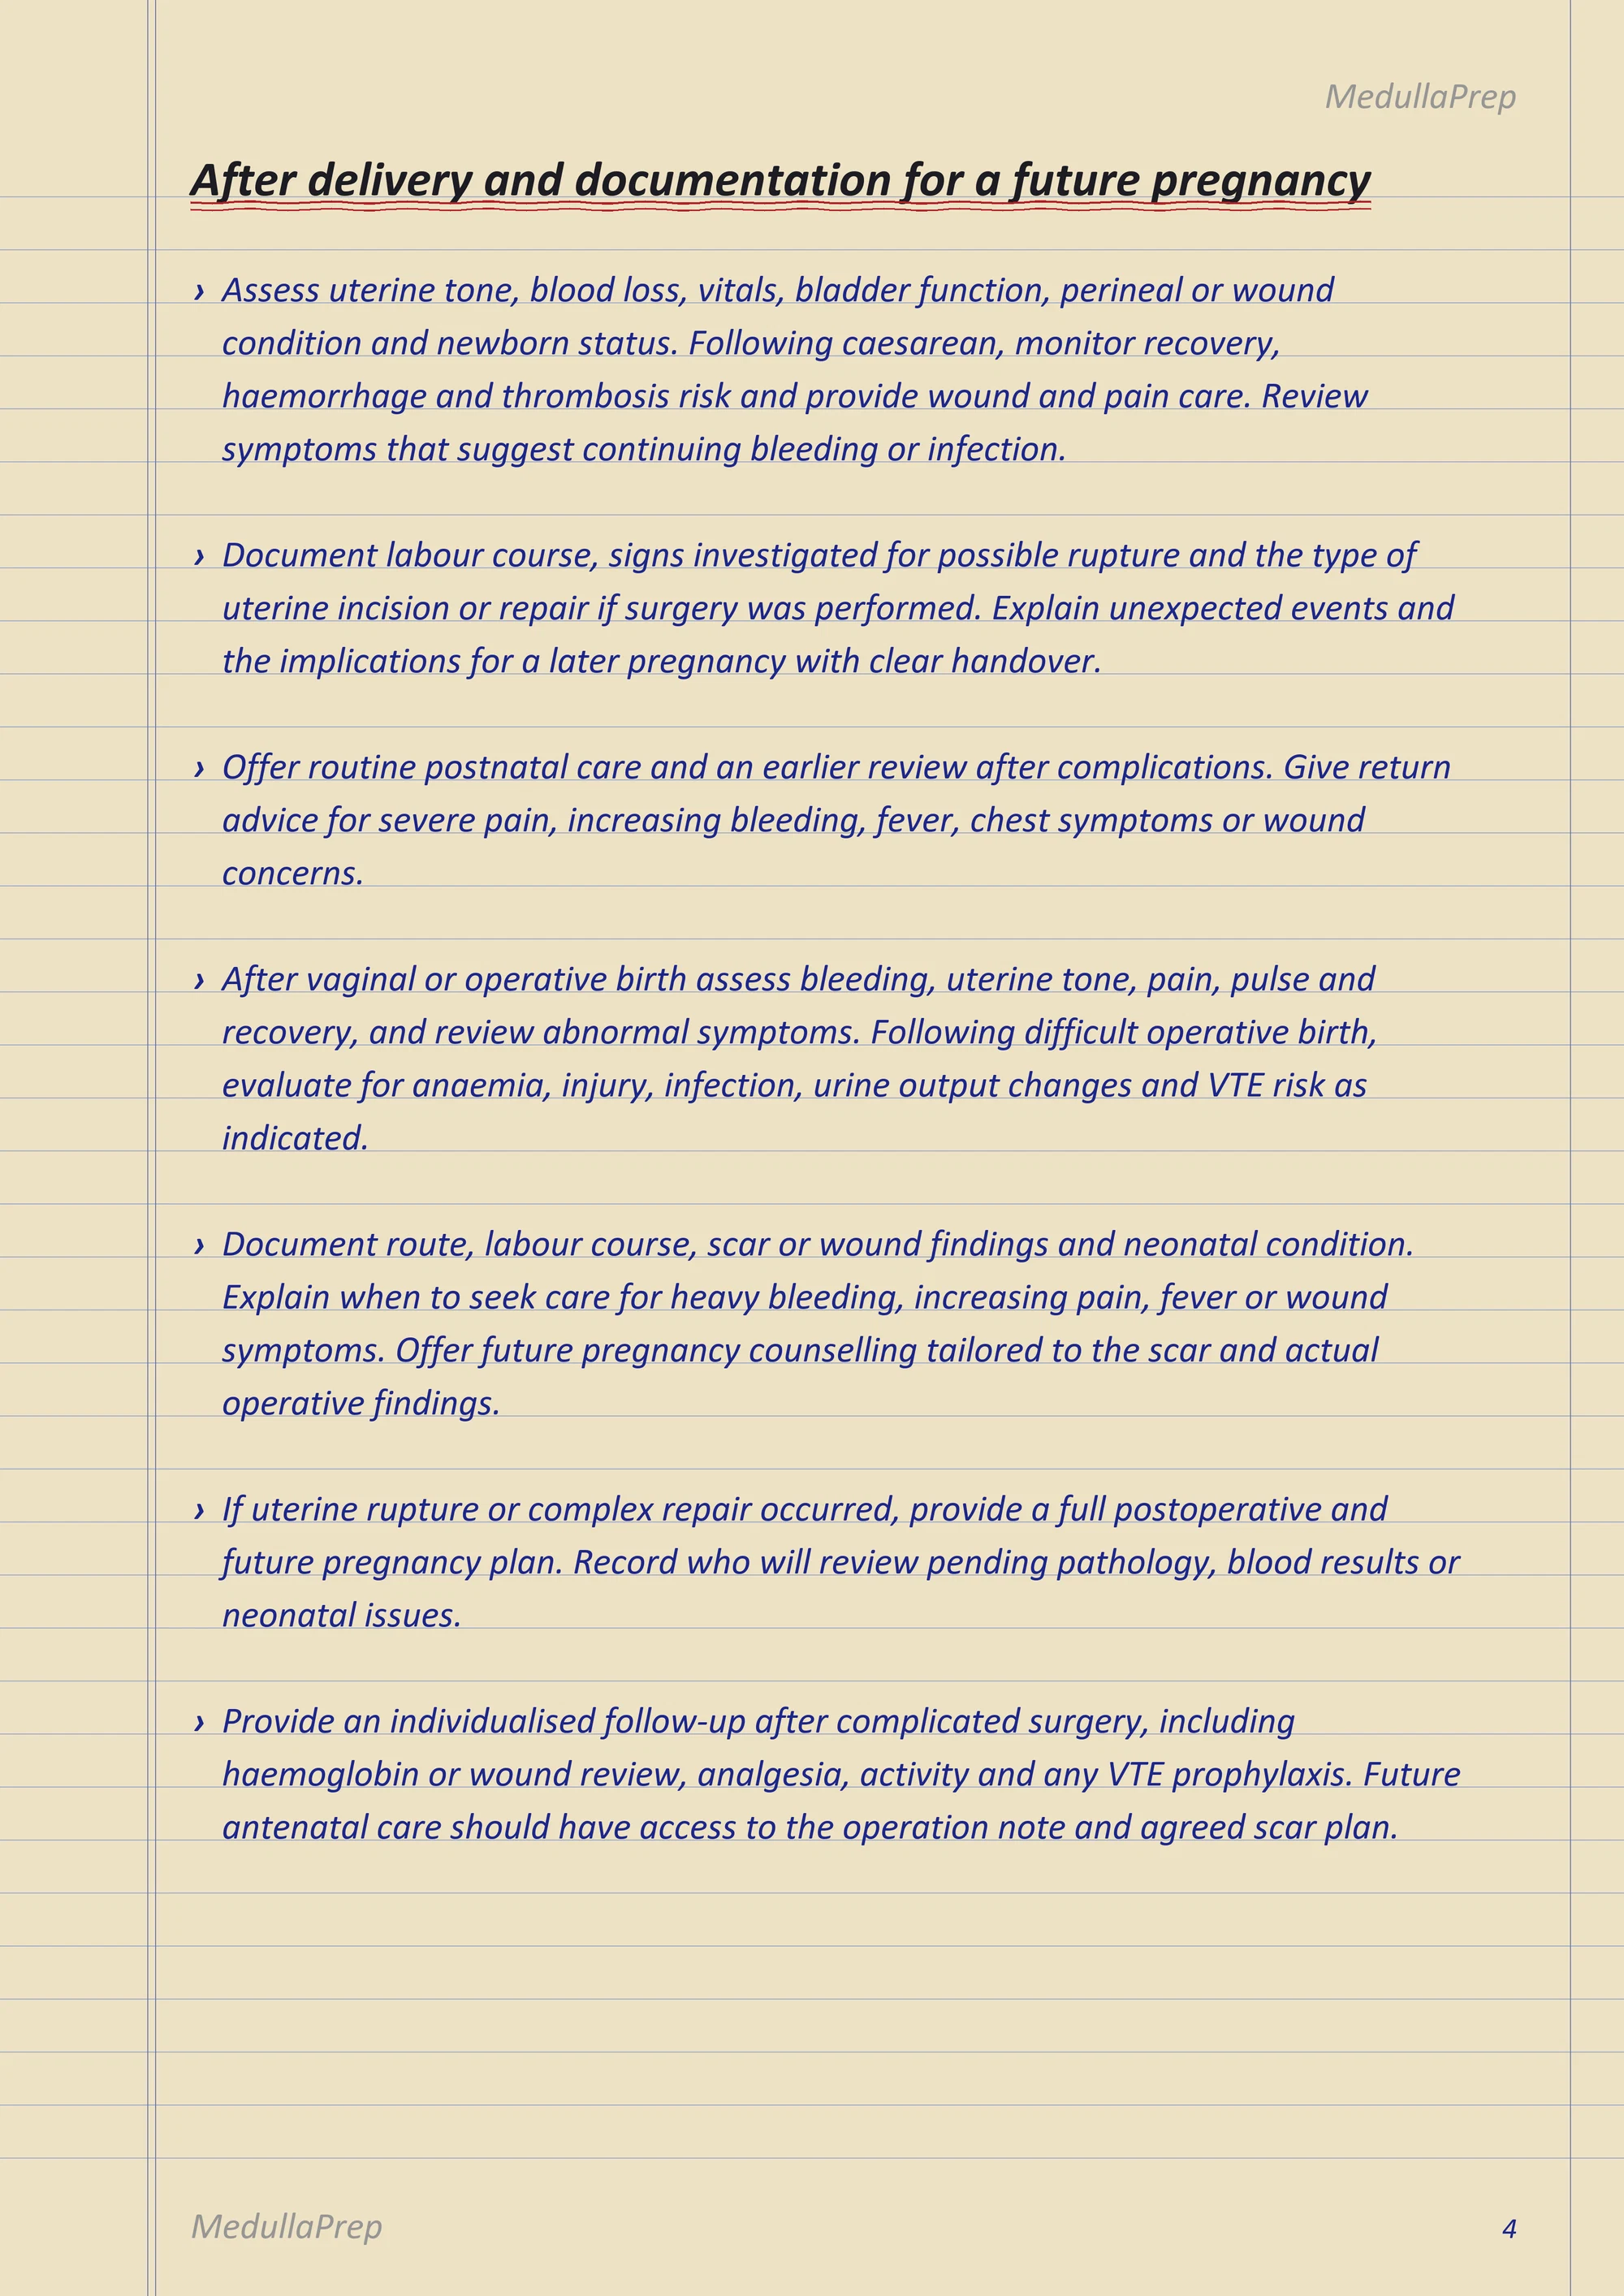 MedullaPrep
After delivery and documentation for a future pregnancy
› Assess uterine tone, blood loss, vitals, bladder function, perineal or wound
condition and newborn status. Following caesarean, monitor recovery,
haemorrhage and thrombosis risk and provide wound and pain care. Review
symptoms that suggest continuing bleeding or infection.
› Document labour course, signs investigated for possible rupture and the type of
uterine incision or repair if surgery was performed. Explain unexpected events and
the implications for a later pregnancy with clear handover.
› Offer routine postnatal care and an earlier review after complications. Give return
advice for severe pain, increasing bleeding, fever, chest symptoms or wound
concerns.
› After vaginal or operative birth assess bleeding, uterine tone, pain, pulse and
recovery, and review abnormal symptoms. Following difficult operative birth,
evaluate for anaemia, injury, infection, urine output changes and VTE risk as
indicated.
› Document route, labour course, scar or wound findings and neonatal condition.
Explain when to seek care for heavy bleeding, increasing pain, fever or wound
symptoms. Offer future pregnancy counselling tailored to the scar and actual
operative findings.
› If uterine rupture or complex repair occurred, provide a full postoperative and
future pregnancy plan. Record who will review pending pathology, blood results or
neonatal issues.
› Provide an individualised follow-up after complicated surgery, including
haemoglobin or wound review, analgesia, activity and any VTE prophylaxis. Future
antenatal care should have access to the operation note and agreed scar plan.
MedullaPrep
4